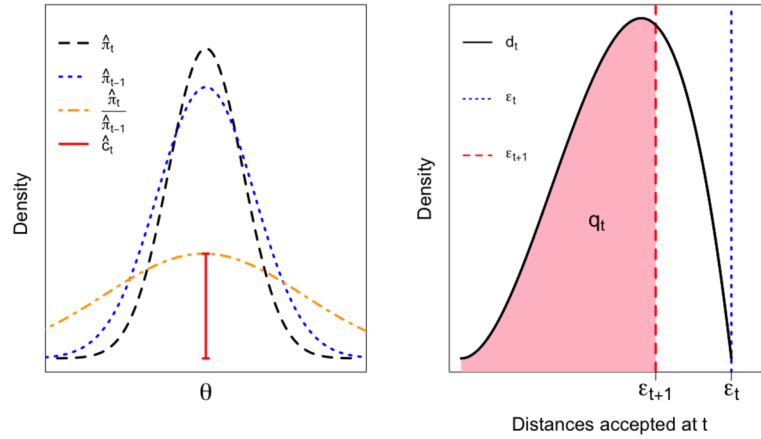 Density
π̂ₜ
π̂ₜ₋₁
π̂ₜ
π̂ₜ₋₁
ĉₜ
θ
Density
dₜ
εₜ
εₜ₊₁
qₜ
εₜ₊₁ εₜ
Distances accepted at t